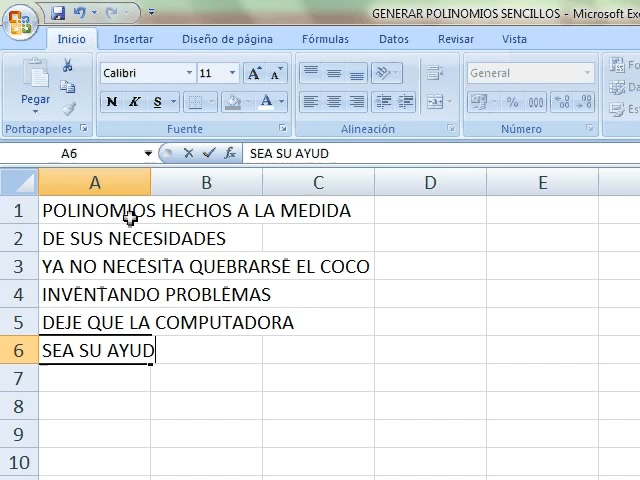 GENERAR POLINOMIOS SENCILLOS - Microsoft Ex
Inicio Insertar Diseño de página Fórmulas Datos Revisar Vista
Calibri 11 A A General
Pegar N K S A % 000
Portapapeles Fuente Alineación Número
A6 fx SEA SU AYUD
A B C D E
1 POLINOMIOS HECHOS A LA MEDIDA
2 DE SUS NECESIDADES
3 YA NO NECESITA QUEBRARSE EL COCO
4 INVENTANDO PROBLEMAS
5 DEJE QUE LA COMPUTADORA
6 SEA SU AYUD
7
8
9
10